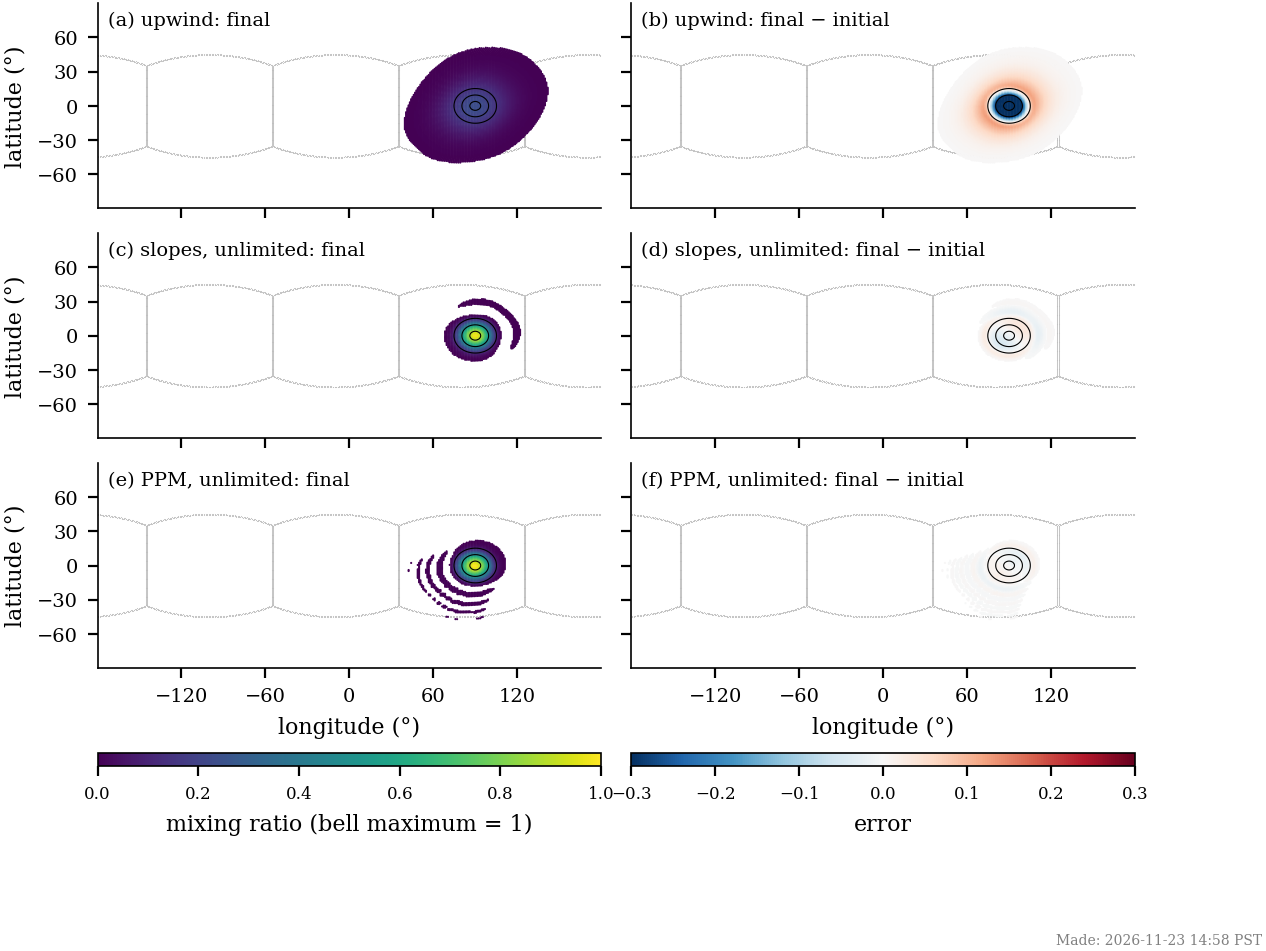 (a) upwind: final
(b) upwind: final − initial
latitude (°)
60
30
0
−30
−60
(c) slopes, unlimited: final
(d) slopes, unlimited: final − initial
latitude (°)
60
30
0
−30
−60
(e) PPM, unlimited: final
(f) PPM, unlimited: final − initial
latitude (°)
60
30
0
−30
−60
−120 −60 0 60 120
−120 −60 0 60 120
longitude (°)
longitude (°)
0.0 0.2 0.4 0.6 0.8 1.0
−0.3 −0.2 −0.1 0.0 0.1 0.2 0.3
mixing ratio (bell maximum = 1)
error
Made: 2026-11-23 14:58 PST